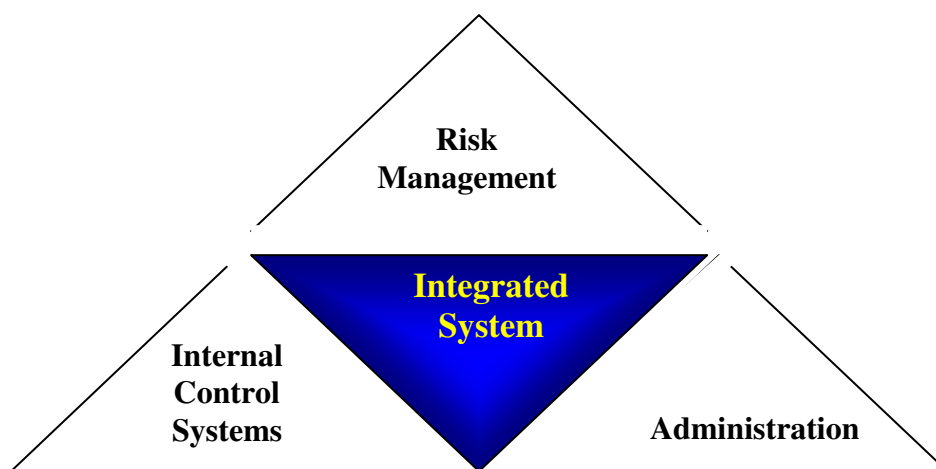 Risk
Management
Integrated
System
Internal
Control
Systems
Administration